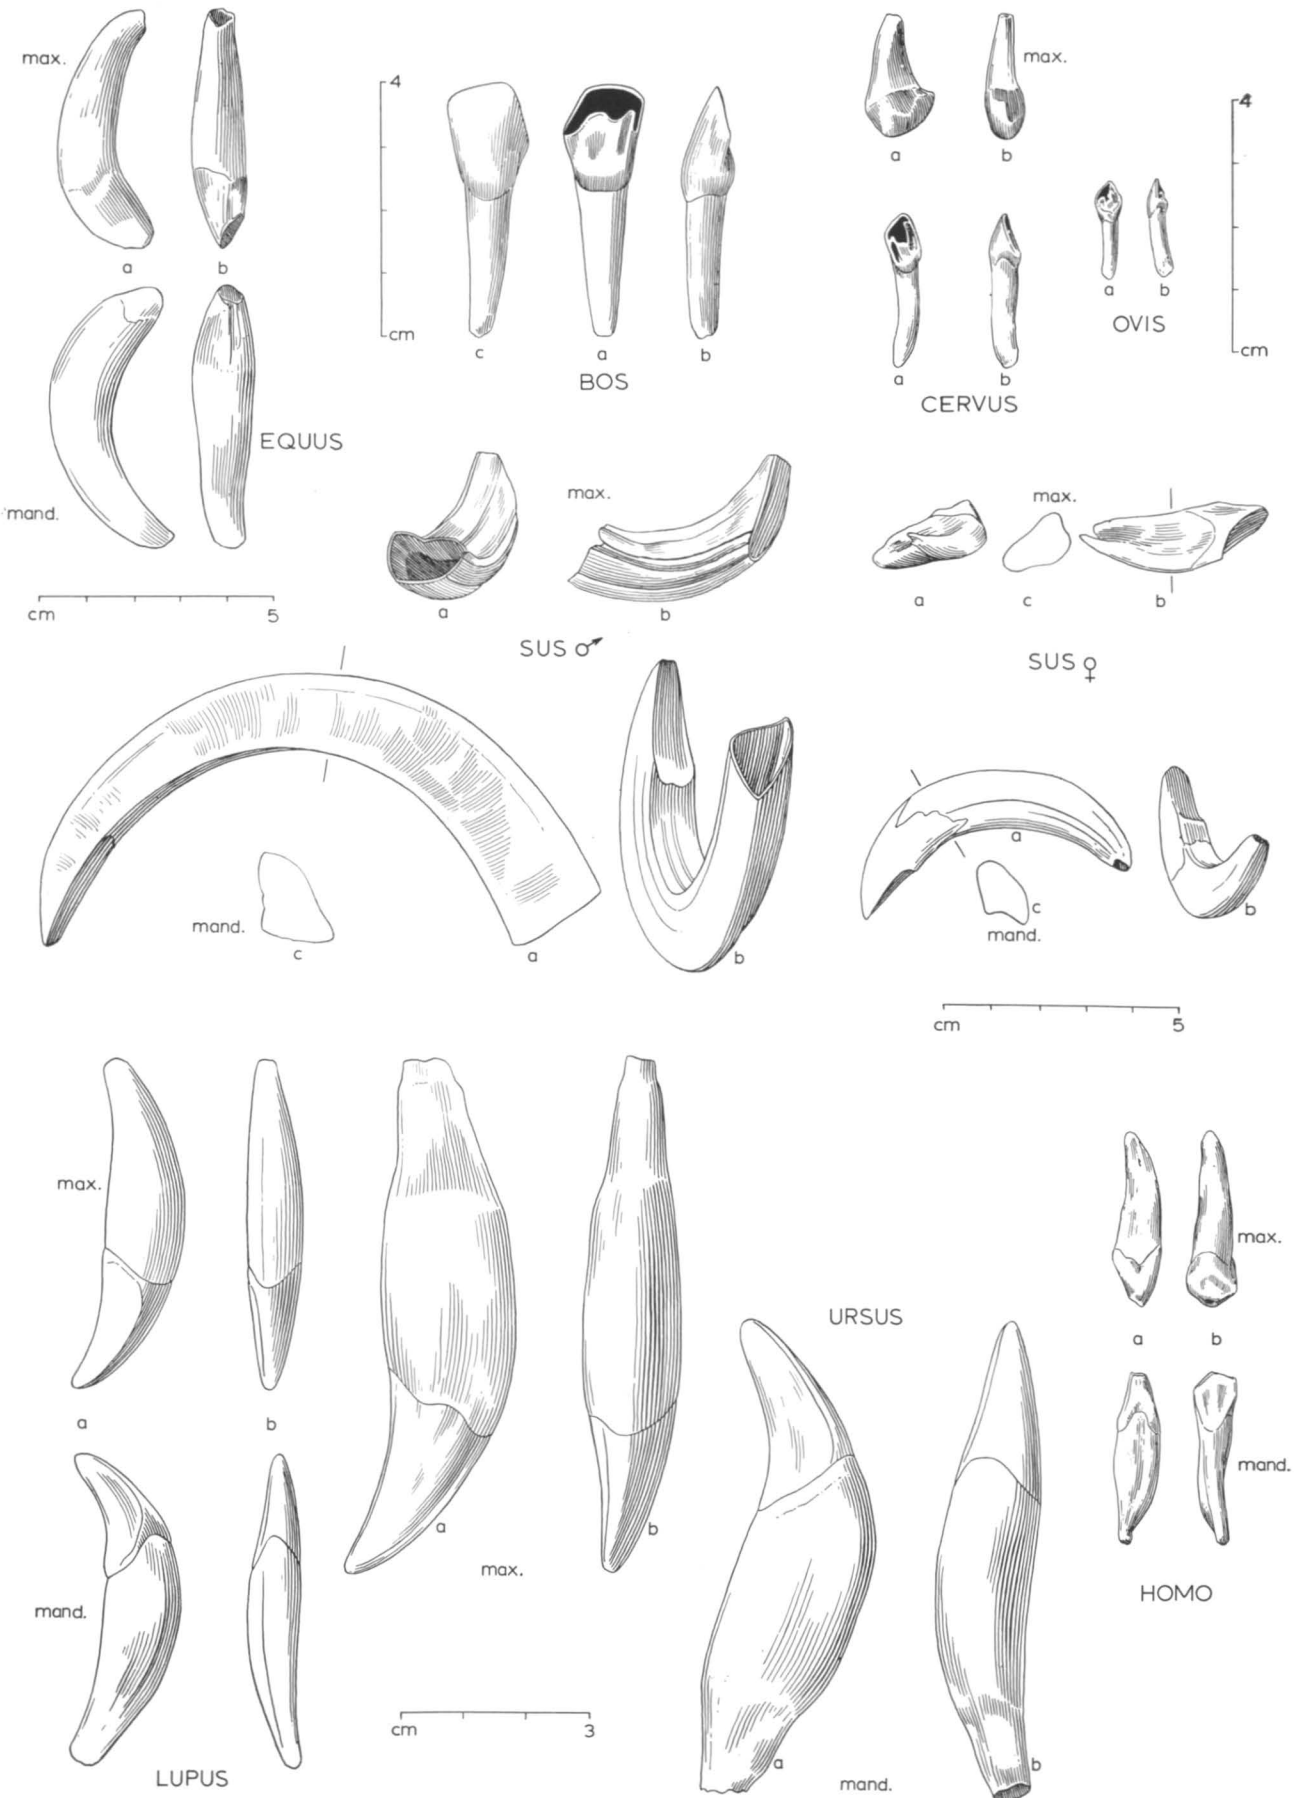 max.
a b
mand.
EQUUS
cm 5
4
cm
c a b
BOS
max.
a b
a b
CERVUS
a b
OVIS
4
cm
max.
a b
SUS ♂
mand.
c a b
max.
a c b
SUS ♀
a
c
mand.
b
cm 5
max.
a b
mand.
LUPUS
a b
max.
cm 3
URSUS
a b
mand.
max.
a b
mand.
HOMO